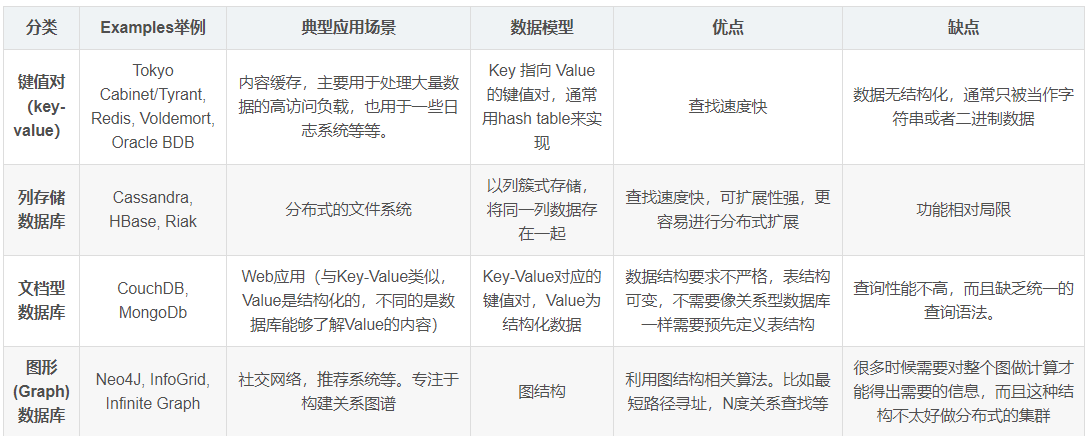 分类
Examples举例
典型应用场景
数据模型
优点
缺点
键值对
（key-
value）
Tokyo
Cabinet/Tyrant,
Redis, Voldemort,
Oracle BDB
内容缓存，主要用于处理大量数
据的高访问负载，也用于一些日
志系统等等。
Key 指向 Value
的键值对，通常
用hash table来实
现
查找速度快
数据无结构化，通常只被当作字
符串或者二进制数据
列存储
数据库
Cassandra,
HBase, Riak
分布式的文件系统
以列簇式存储，
将同一列数据存
在一起
查找速度快，可扩展性强，更
容易进行分布式扩展
功能相对局限
文档型
数据库
CouchDB,
MongoDb
Web应用（与Key-Value类似，
Value是结构化的，不同的是数
据库能够了解Value的内容）
Key-Value对应的
键值对，Value为
结构化数据
数据结构要求不严格，表结构
可变，不需要像关系型数据库
一样需要预先定义表结构
查询性能不高，而且缺乏统一的
查询语法。
图形
(Graph)
数据库
Neo4J, InfoGrid,
Infinite Graph
社交网络，推荐系统等。专注于
构建关系图谱
图结构
利用图结构相关算法。比如最
短路径寻址，N度关系查找等
很多时候需要对整个图做计算才
能得出需要的信息，而且这种结
构不太好做分布式的集群